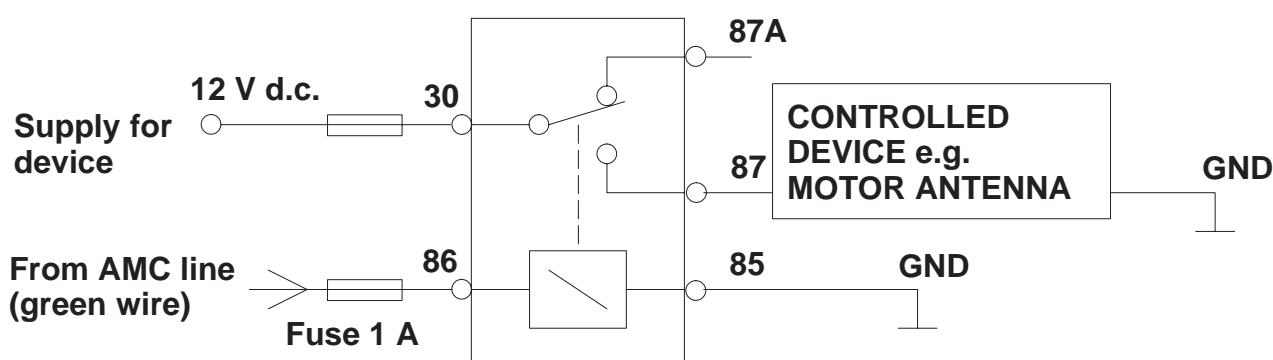 87A
12 V d.c.
30
Supply for
device
CONTROLLED
DEVICE e.g.
MOTOR ANTENNA
87
GND
From AMC line
(green wire)
86
85
GND
Fuse 1 A